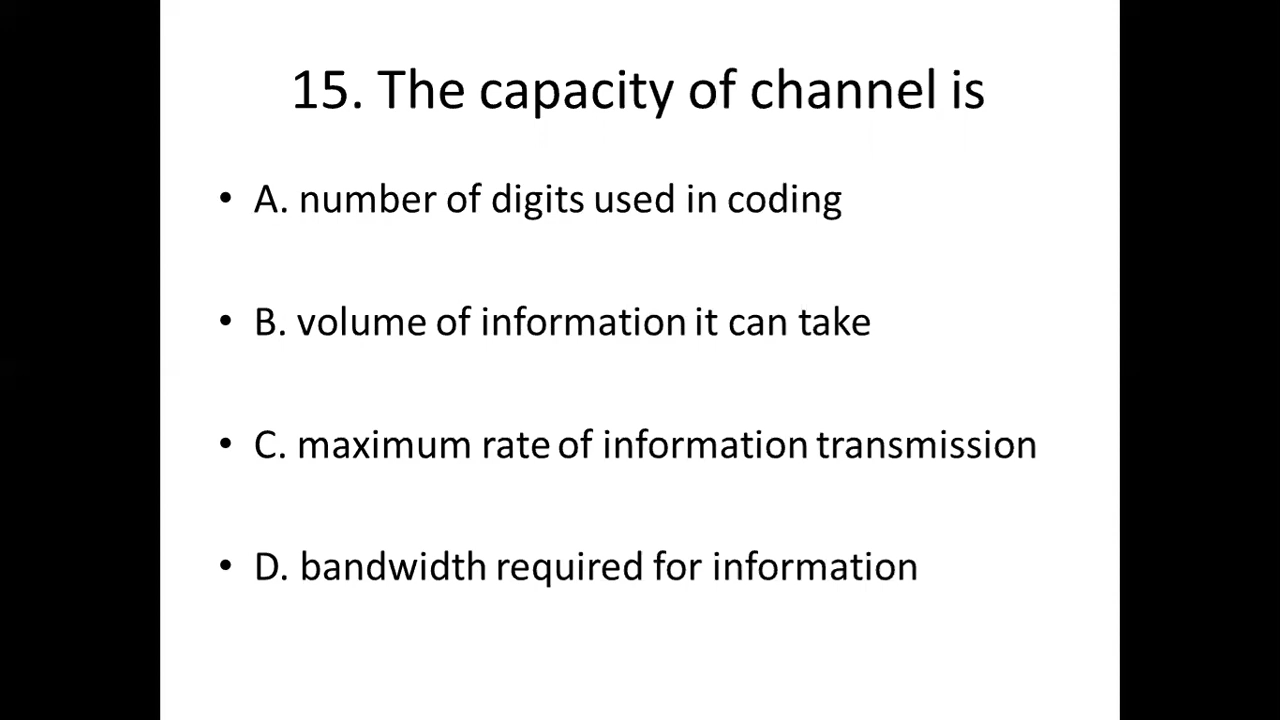 15. The capacity of channel is
• A. number of digits used in coding
• B. volume of information it can take
• C. maximum rate of information transmission
• D. bandwidth required for information